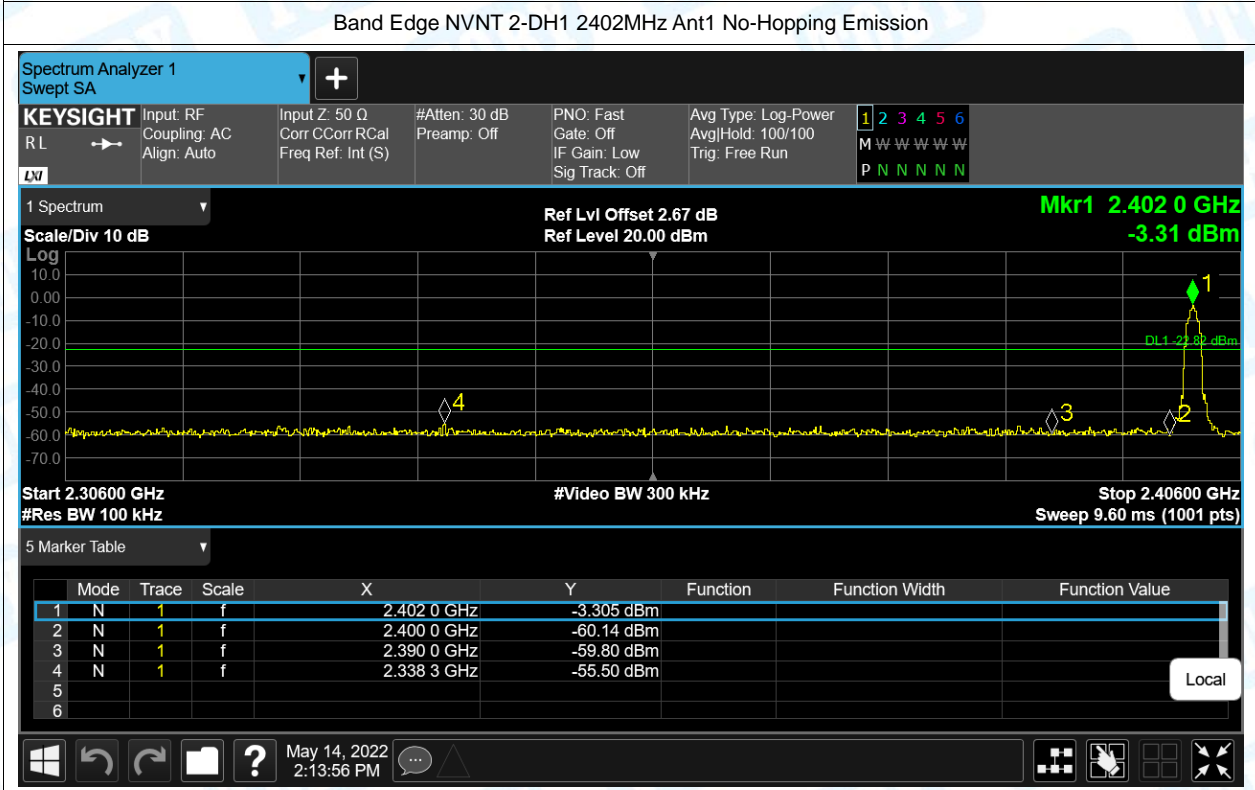 Band Edge NVNT 2-DH1 2402MHz Ant1 No-Hopping Emission
Spectrum Analyzer 1
Swept SA
KEYSIGHT Input: RF Input Z: 50 Ω #Atten: 30 dB PNO: Fast Avg Type: Log-Power 1 2 3 4 5 6
R L Coupling: AC Corr CCorr RCal Preamp: Off Gate: Off Avg|Hold: 100/100 M W W W W W
Align: Auto Freq Ref: Int (S) IF Gain: Low Trig: Free Run
LXI Sig Track: Off P N N N N N
1 Spectrum Ref Lvl Offset 2.67 dB Mkr1 2.402 0 GHz
Scale/Div 10 dB Ref Level 20.00 dBm -3.31 dBm
Log
10.0
1
0.00
-10.0
-20.0
DL1 -22.82 dBm
-30.0
-40.0
4
-50.0
3 2
-60.0
-70.0
Start 2.30600 GHz #Video BW 300 kHz Stop 2.40600 GHz
#Res BW 100 kHz Sweep 9.60 ms (1001 pts)
5 Marker Table
Mode Trace Scale X Y Function Function Width Function Value
1 N 1 f 2.402 0 GHz -3.305 dBm
2 N 1 f 2.400 0 GHz -60.14 dBm
3 N 1 f 2.390 0 GHz -59.80 dBm
4 N 1 f 2.338 3 GHz -55.50 dBm
5
6
Local
? May 14, 2022
2:13:56 PM